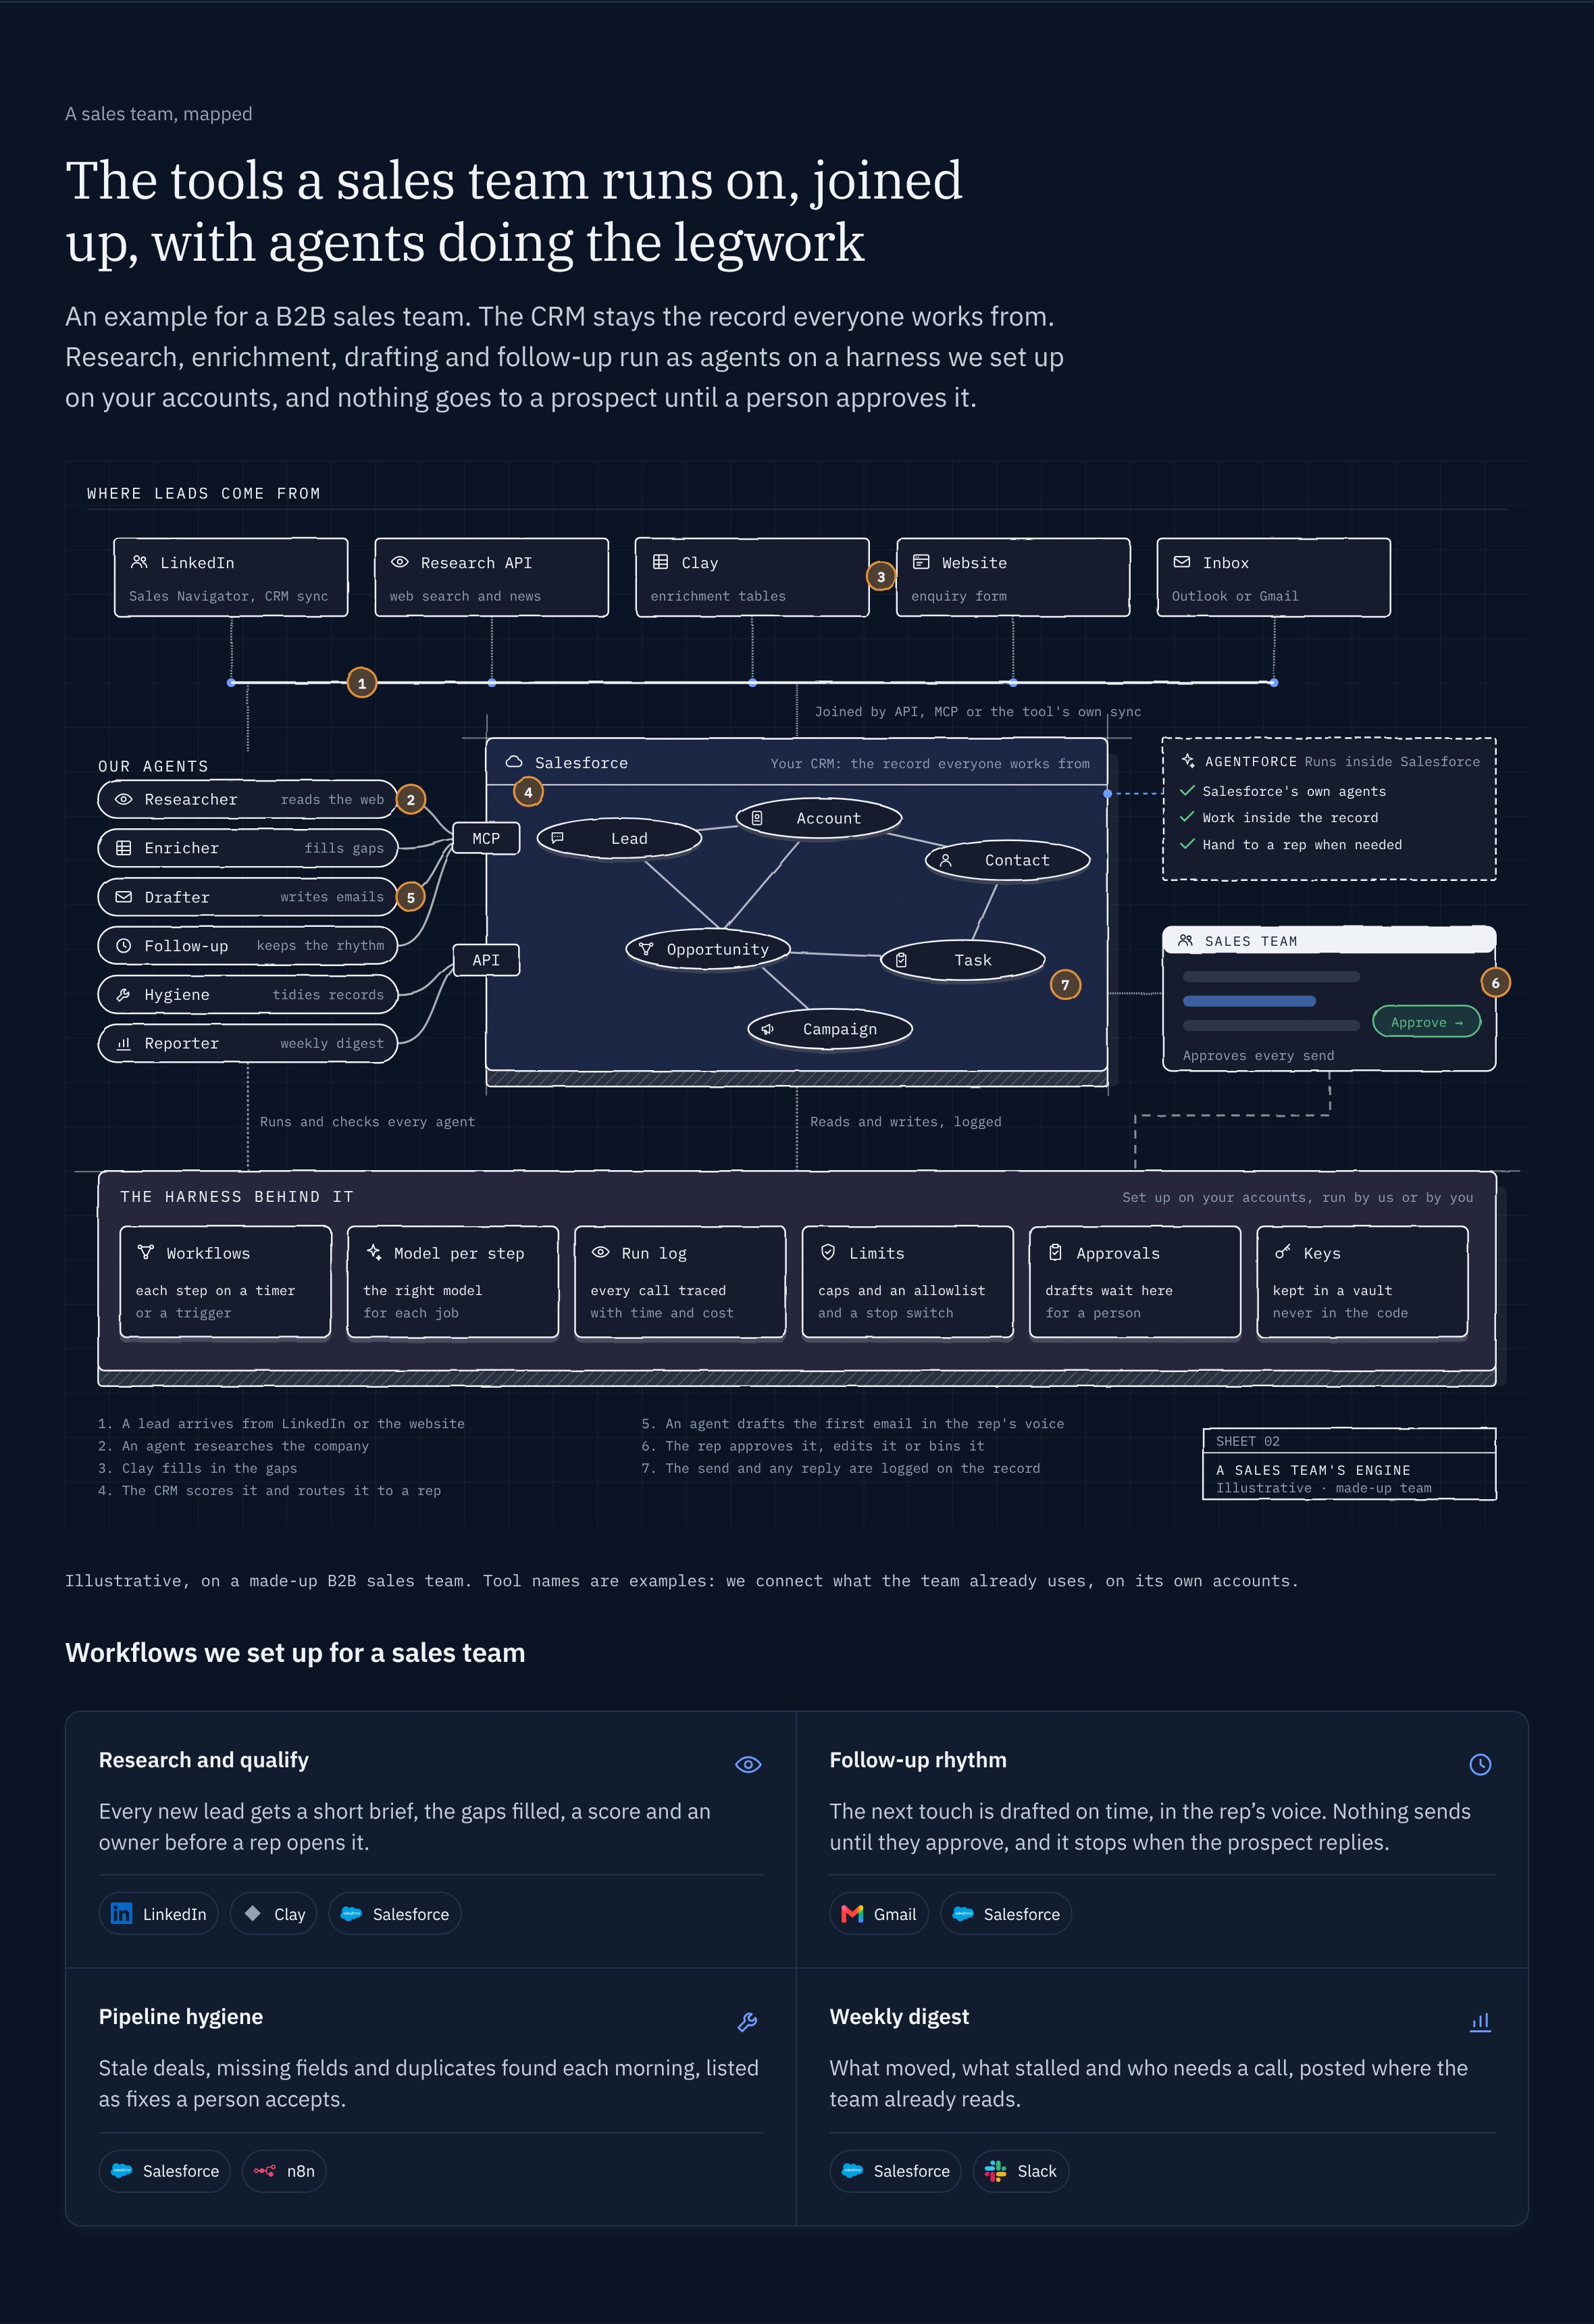 A sales team, mapped
The tools a sales team runs on, joined
up, with agents doing the legwork
An example for a B2B sales team. The CRM stays the record everyone works from.
Research, enrichment, drafting and follow-up run as agents on a harness we set up
on your accounts, and nothing goes to a prospect until a person approves it.
WHERE LEADS COME FROM
LinkedIn
Sales Navigator, CRM sync
Research API
web search and news
Clay
enrichment tables
3
Website
enquiry form
Inbox
Outlook or Gmail
1
Joined by API, MCP or the tool's own sync
OUR AGENTS
Researcher reads the web 2
Enricher fills gaps
Drafter writes emails 5
Follow-up keeps the rhythm
Hygiene tidies records
Reporter weekly digest
MCP
API
Salesforce Your CRM: the record everyone works from
4
Lead
Account
Contact
Opportunity
Task
7
Campaign
AGENTFORCE Runs inside Salesforce
Salesforce's own agents
Work inside the record
Hand to a rep when needed
SALES TEAM
6
Approve →
Approves every send
Runs and checks every agent
Reads and writes, logged
THE HARNESS BEHIND IT
Set up on your accounts, run by us or by you
Workflows
each step on a timer
or a trigger
Model per step
the right model
for each job
Run log
every call traced
with time and cost
Limits
caps and an allowlist
and a stop switch
Approvals
drafts wait here
for a person
Keys
kept in a vault
never in the code
1. A lead arrives from LinkedIn or the website
2. An agent researches the company
3. Clay fills in the gaps
4. The CRM scores it and routes it to a rep
5. An agent drafts the first email in the rep's voice
6. The rep approves it, edits it or bins it
7. The send and any reply are logged on the record
SHEET 02
A SALES TEAM'S ENGINE
Illustrative · made-up team
Illustrative, on a made-up B2B sales team. Tool names are examples: we connect what the team already uses, on its own accounts.
Workflows we set up for a sales team
Research and qualify
Every new lead gets a short brief, the gaps filled, a score and an
owner before a rep opens it.
LinkedIn
Clay
Salesforce
Follow-up rhythm
The next touch is drafted on time, in the rep’s voice. Nothing sends
until they approve, and it stops when the prospect replies.
Gmail
Salesforce
Pipeline hygiene
Stale deals, missing fields and duplicates found each morning, listed
as fixes a person accepts.
Salesforce
n8n
Weekly digest
What moved, what stalled and who needs a call, posted where the
team already reads.
Salesforce
Slack